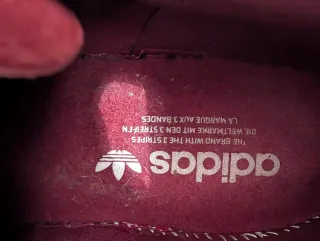 adidas
THE BRAND WITH THE 3 STRIPES
DIE WELTMARKE MIT DEN 3 STREIFEN
LA MARQUE AUX 3 BANDES